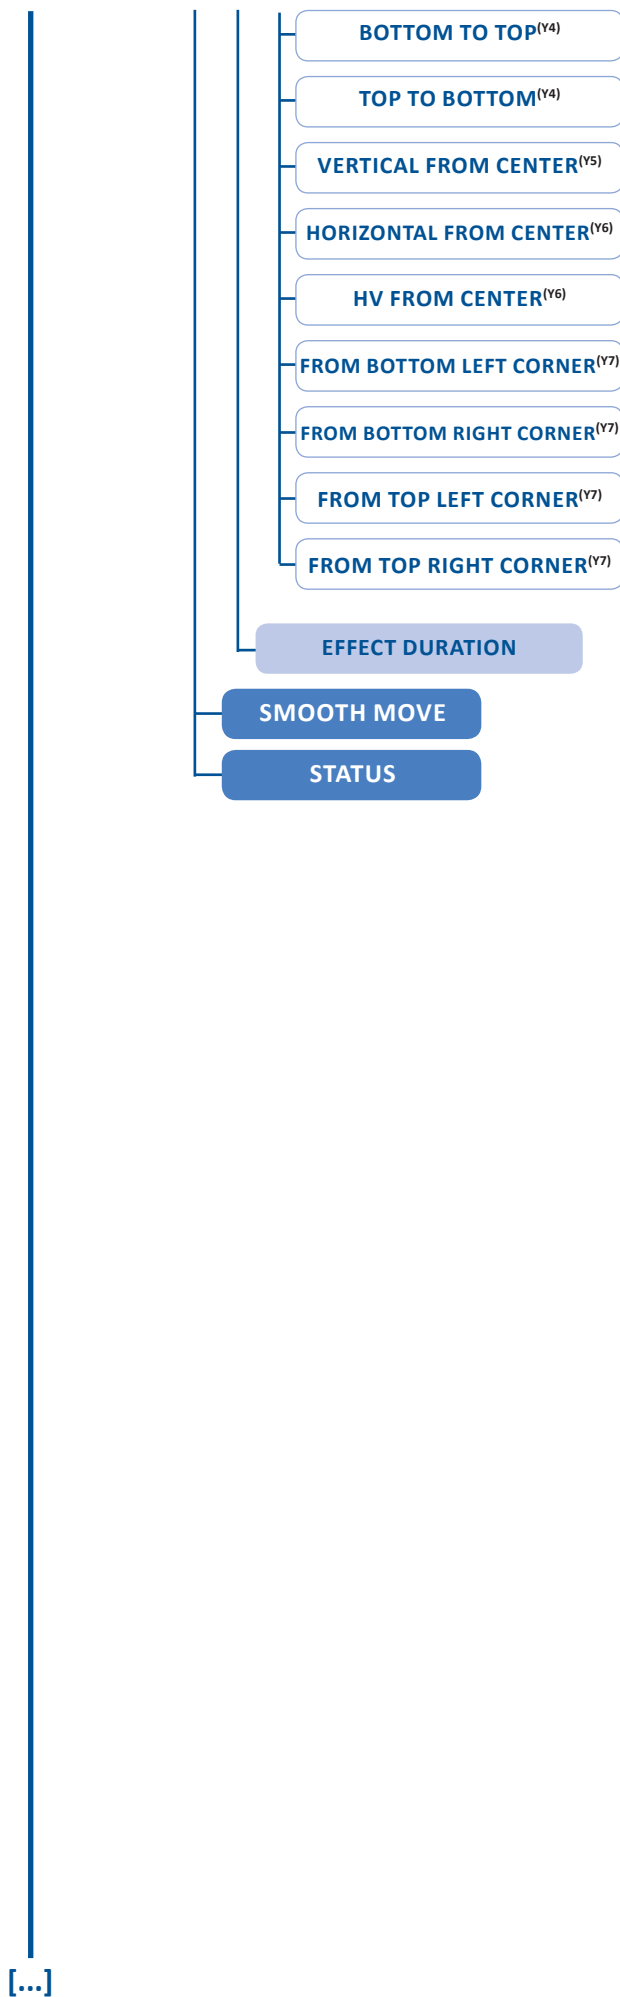 BOTTOM TO TOP(Y4)
TOP TO BOTTOM(Y4)
VERTICAL FROM CENTER(Y5)
HORIZONTAL FROM CENTER(Y6)
HV FROM CENTER(Y6)
FROM BOTTOM LEFT CORNER(Y7)
FROM BOTTOM RIGHT CORNER(Y7)
FROM TOP LEFT CORNER(Y7)
FROM TOP RIGHT CORNER(Y7)
EFFECT DURATION
SMOOTH MOVE
STATUS
[...]